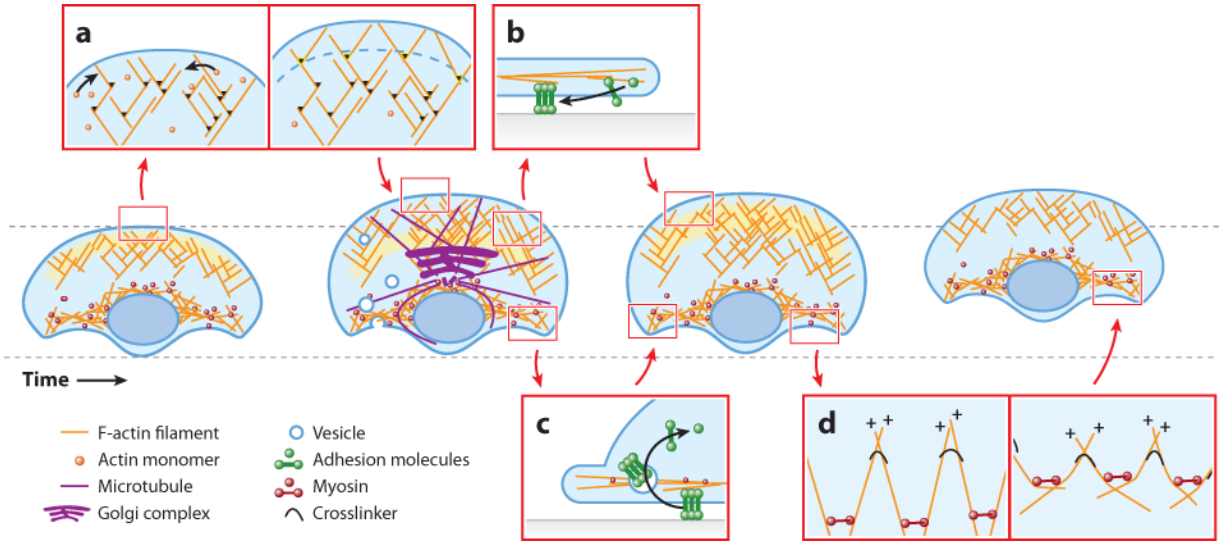 a
b
+ +
+ +
Time
F-actin filament
Actin monomer
Microtubule
Golgi complex
Vesicle
Adhesion molecules
Myosin
Crosslinker
c
d
+ +
+ +